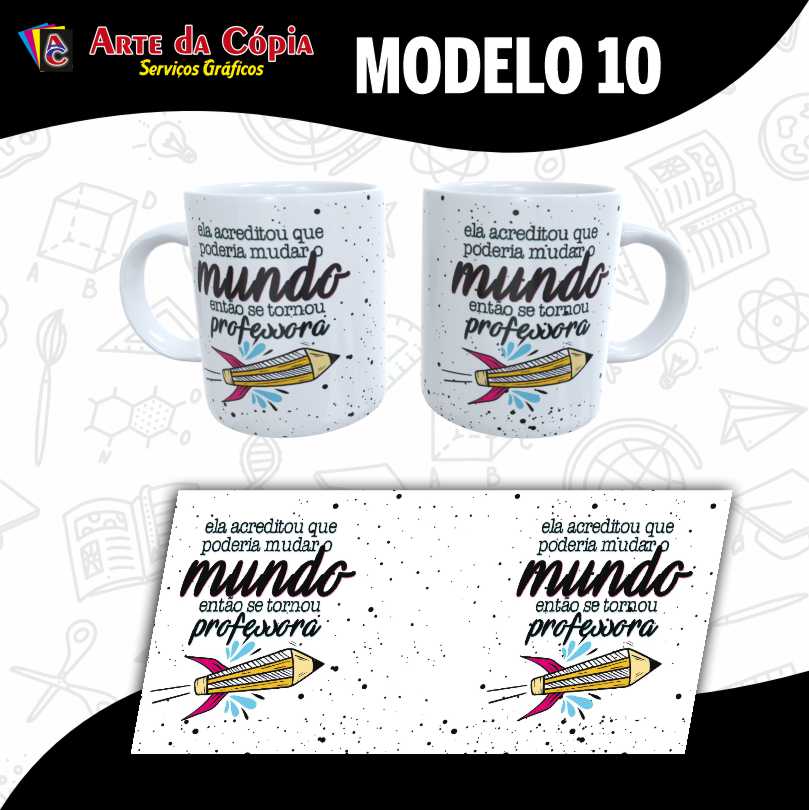 AC
ARTE DA CÓPIA
Serviços Gráficos
MODELO 10
ela acreditou que
poderia mudar o
mundo
então se tornou
professora
ela acreditou que
poderia mudar o
mundo
então se tornou
professora
ela acreditou que
poderia mudar o
mundo
então se tornou
professora
ela acreditou que
poderia mudar o
mundo
então se tornou
professora
A
B